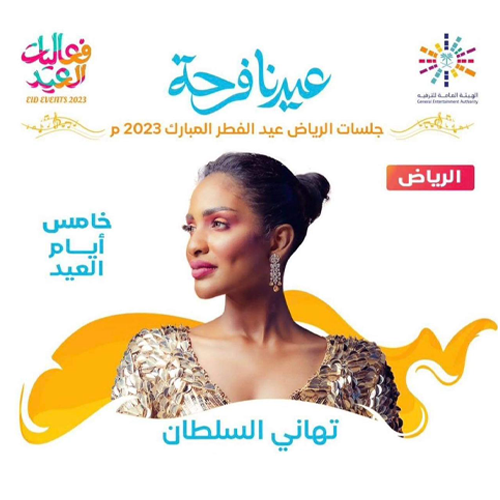 فعاليات
العيد
EID EVENTS 2023
عيدنا فرحة
الهيئة العامة للترفيه
General Entertainment Authority
جلسات الرياض عيد الفطر المبارك 2023 م
الرياض
خامس
أيام
العيد
تهاني السلطان